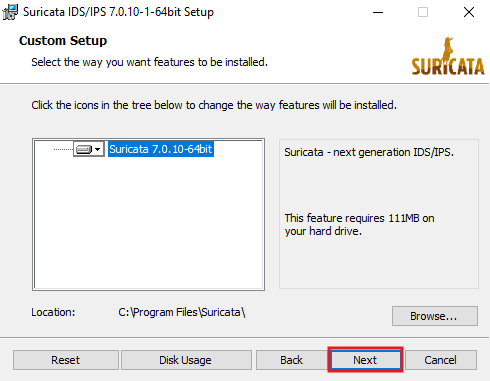 Suricata IDS/IPS 7.0.10-1-64bit Setup
Custom Setup
Select the way you want features to be installed.
SURICATA
Click the icons in the tree below to change the way features will be installed.
Suricata 7.0.10-64bit
Suricata - next generation IDS/IPS.
This feature requires 111MB on
your hard drive.
Location:
C:\Program Files\Suricata\
Browse...
Reset
Disk Usage
Back
Next
Cancel